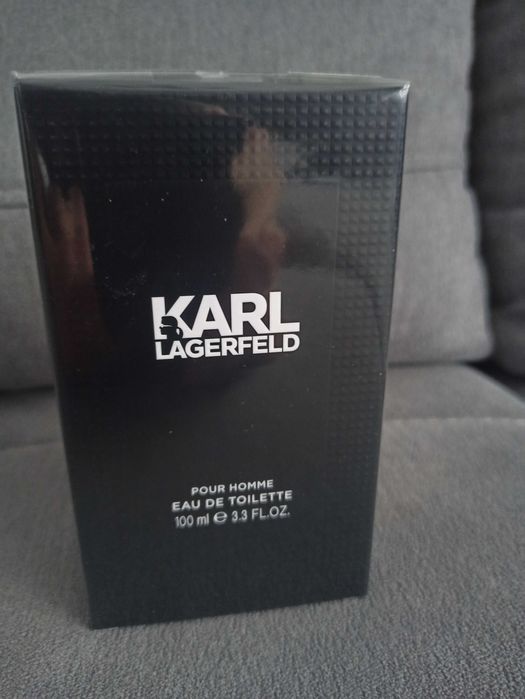 KARL
LAGERFELD
POUR HOMME
EAU DE TOILETTE
100 ml ℮ 3.3 FL.OZ.